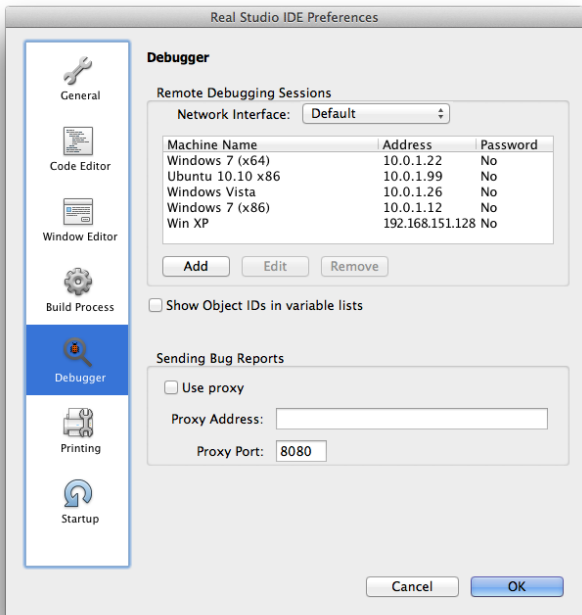 Real Studio IDE Preferences
General
Code Editor
Window Editor
Build Process
Debugger
Printing
Startup
Debugger
Remote Debugging Sessions
Network Interface: Default
Machine Name Address Password
Windows 7 (x64) 10.0.1.22 No
Ubuntu 10.10 x86 10.0.1.99 No
Windows Vista 10.0.1.26 No
Windows 7 (x86) 10.0.1.12 No
Win XP 192.168.151.128 No
Add Edit Remove
Show Object IDs in variable lists
Sending Bug Reports
Use proxy
Proxy Address:
Proxy Port: 8080
Cancel OK